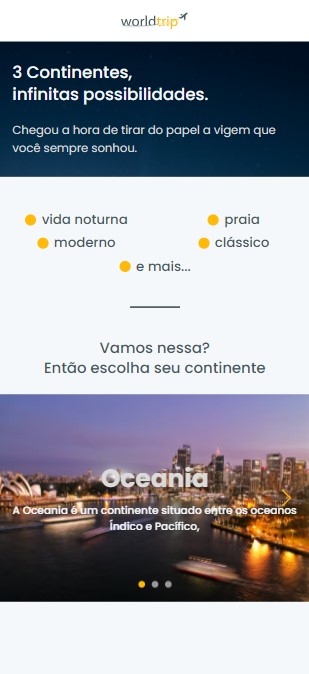 worldtrip
3 Continentes,
infinitas possibilidades.
Chegou a hora de tirar do papel a vigem que
você sempre sonhou.
vida noturna
praia
moderno
clássico
e mais...
Vamos nessa?
Então escolha seu continente
Oceania
A Oceania é um continente situado entre os oceanos
Índico e Pacífico,